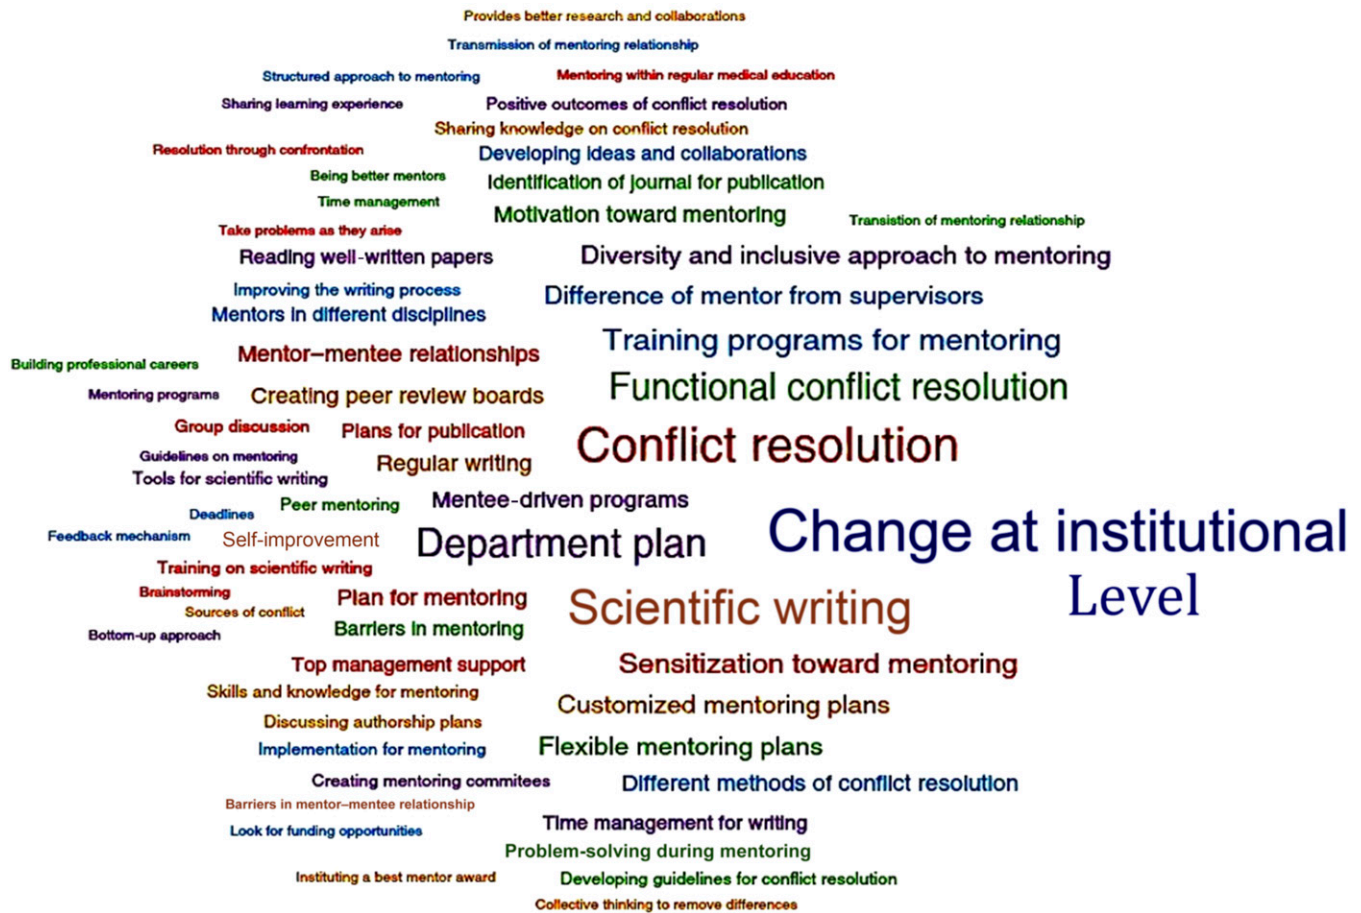 Provides better research and collaborations
Transmission of mentoring relationship
Structured approach to mentoring
Mentoring within regular medical education
Sharing learning experience
Positive outcomes of conflict resolution
Sharing knowledge on conflict resolution
Resolution through confrontation
Developing ideas and collaborations
Being better mentors
Identification of journal for publication
Time management
Motivation toward mentoring
Transistion of mentoring relationship
Take problems as they arise
Reading well-written papers
Diversity and inclusive approach to mentoring
Improving the writing process
Difference of mentor from supervisors
Mentors in different disciplines
Training programs for mentoring
Mentor–mentee relationships
Building professional careers
Functional conflict resolution
Mentoring programs
Creating peer review boards
Group discussion
Plans for publication
Conflict resolution
Guidelines on mentoring
Regular writing
Tools for scientific writing
Peer mentoring
Mentee-driven programs
Deadlines
Change at institutional
Level
Feedback mechanism
Self-improvement
Department plan
Training on scientific writing
Brainstorming
Plan for mentoring
Scientific writing
Sources of conflict
Barriers in mentoring
Bottom-up approach
Top management support
Sensitization toward mentoring
Skills and knowledge for mentoring
Customized mentoring plans
Discussing authorship plans
Implementation for mentoring
Flexible mentoring plans
Creating mentoring commitees
Different methods of conflict resolution
Barriers in mentor–mentee relationship
Look for funding opportunities
Time management for writing
Problem-solving during mentoring
Instituting a best mentor award
Developing guidelines for conflict resolution
Collective thinking to remove differences